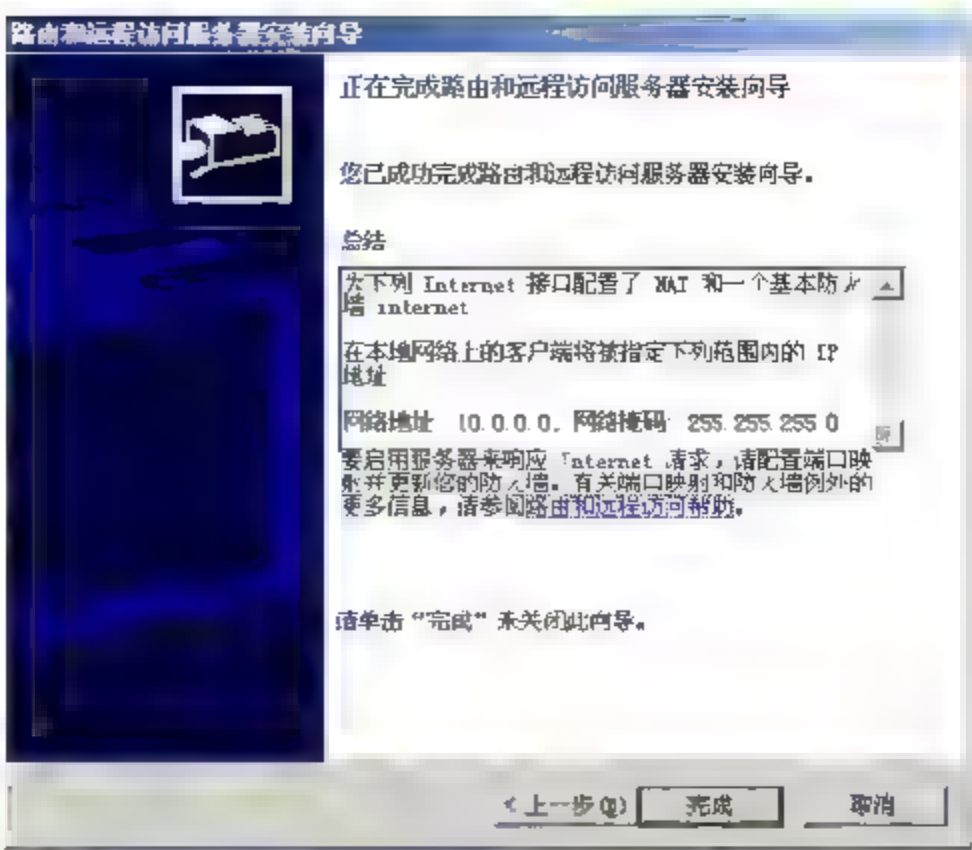 路由和远程访问服务器安装向导
正在完成路由和远程访问服务器安装向导
您已成功完成路由和远程访问服务器安装向导。
总结
为下列 Internet 接口配置了 NAT 和一个基本防火
墙 internet
在本地网络上的客户端将被指定下列范围内的 IP
地址
网络地址 10.0.0.0, 网络掩码 255.255.255.0
要启用服务器来响应 Internet 请求，请配置端口映
射并更新您的防火墙。有关端口映射和防火墙例外的
更多信息，请参阅路由和远程访问帮助。
请单击“完成”来关闭此向导。
<上一步(B) 完成 取消